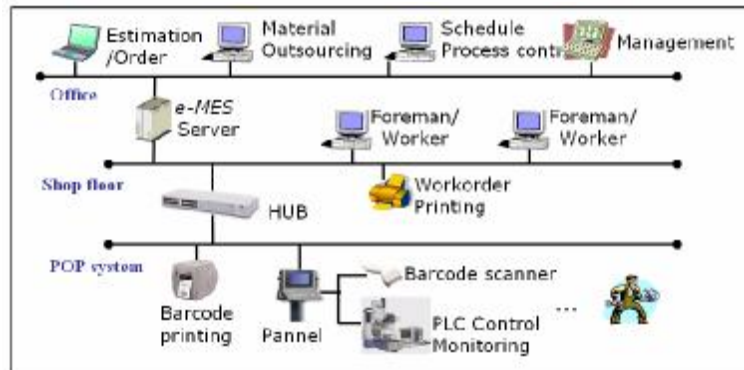 Estimation
/Order
Material
Outsourcing
Schedule
Process contr
Management
Office
e-MES
Server
Foreman/
Worker
Foreman/
Worker
Shop floor
HUB
Workorder
Printing
POP system
Barcode
printing
Pannel
Barcode scanner
PLC Control
Monitoring
...